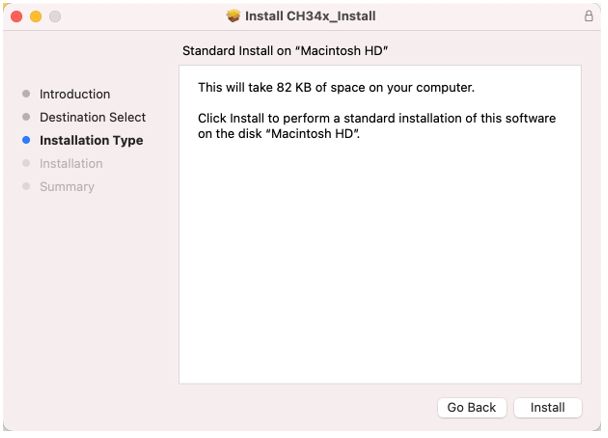 Install CH34x_Install
Standard Install on “Macintosh HD”
Introduction
Destination Select
Installation Type
Installation
Summary
This will take 82 KB of space on your computer.
Click Install to perform a standard installation of this software
on the disk “Macintosh HD”.
Go Back
Install